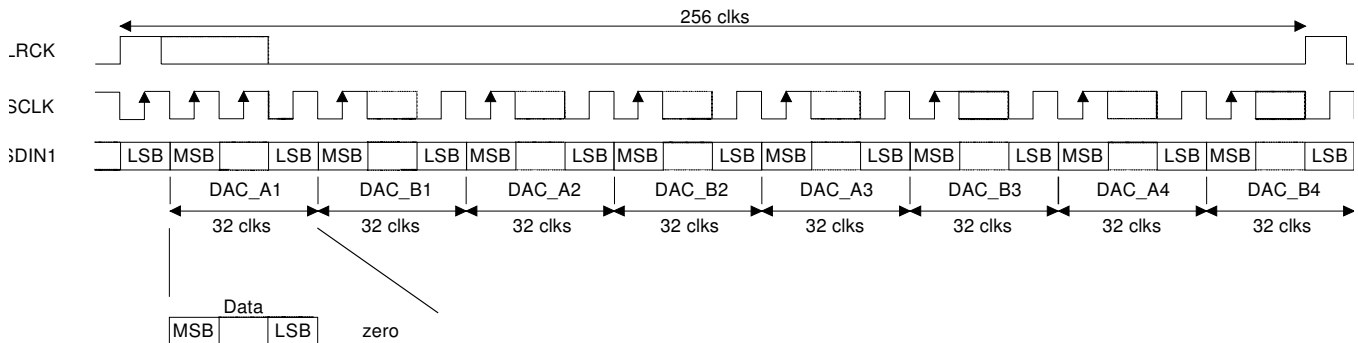 256 clks
LRCK
SCLK
SDIN1
LSB MSB LSB MSB LSB MSB LSB MSB LSB MSB LSB MSB LSB MSB LSB MSB LSB
DAC_A1 DAC_B1 DAC_A2 DAC_B2 DAC_A3 DAC_B3 DAC_A4 DAC_B4
32 clks 32 clks 32 clks 32 clks 32 clks 32 clks 32 clks 32 clks
Data
MSB LSB zero